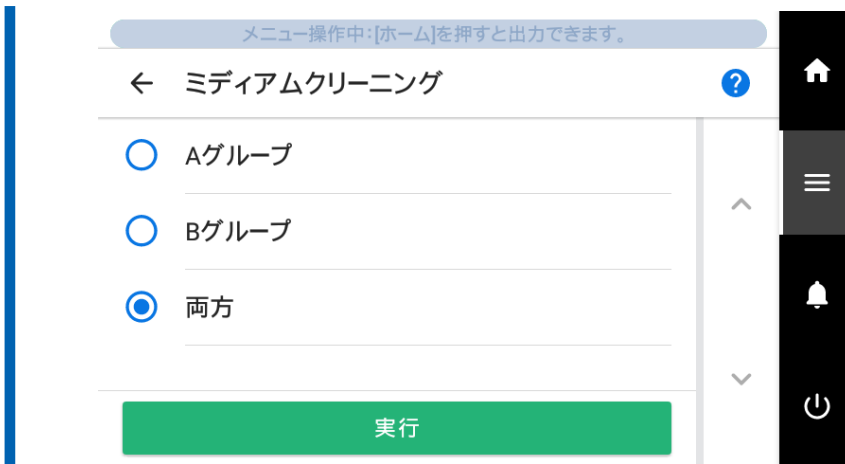 メニュー操作中:[ホーム]を押すと出力できます。
ミディアムクリーニング
Aグループ
Bグループ
両方
実行